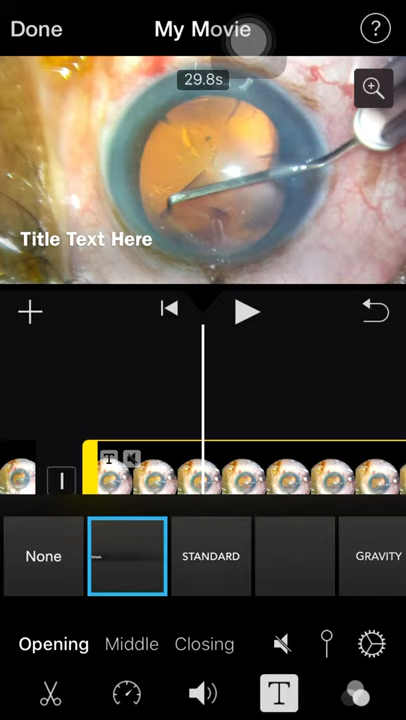 Done
My Movie
?
29.8s
Title Text Here
T
None
STANDARD
GRAVITY
Opening
Middle
Closing
T